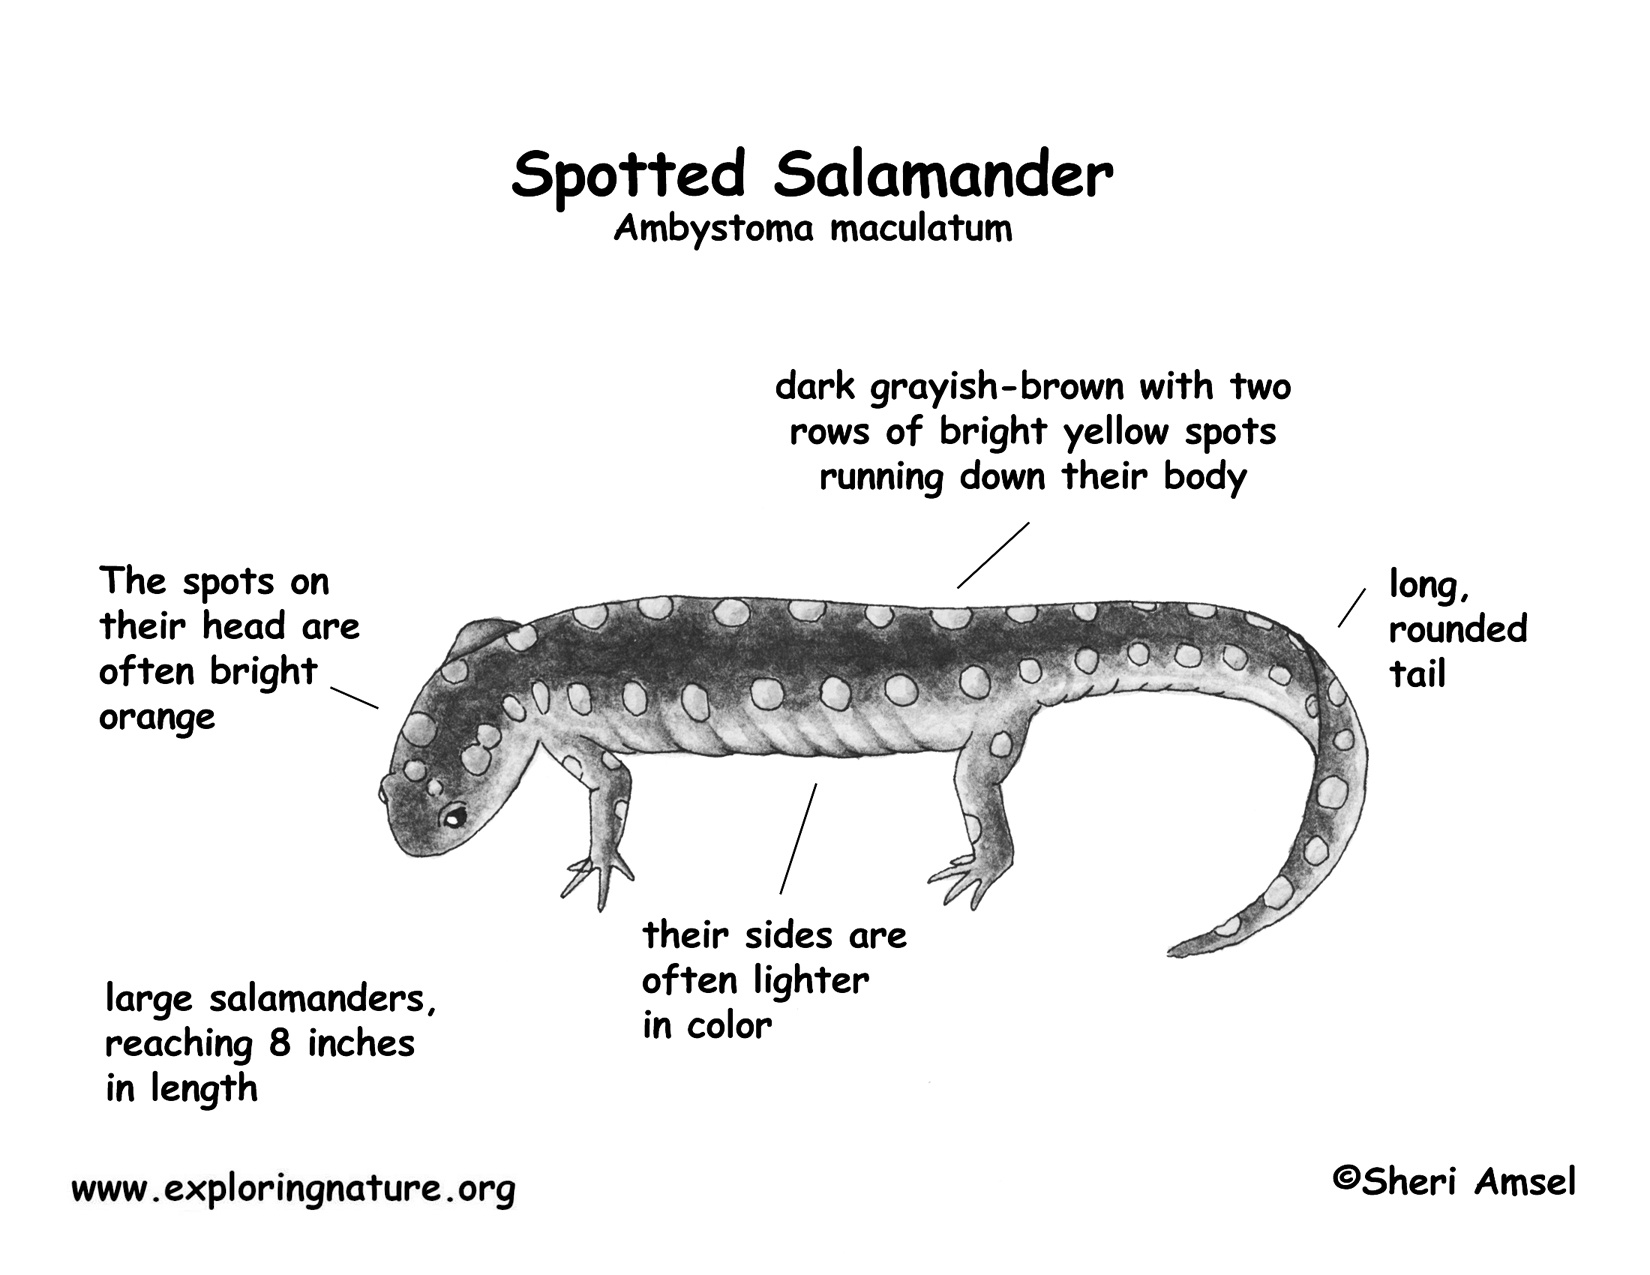 Spotted Salamander
Ambystoma maculatum
dark grayish-brown with two
rows of bright yellow spots
running down their body
The spots on
their head are
often bright
orange
long,
rounded
tail
their sides are
often lighter
in color
large salamanders,
reaching 8 inches
in length
www.exploringnature.org
©Sheri Amsel